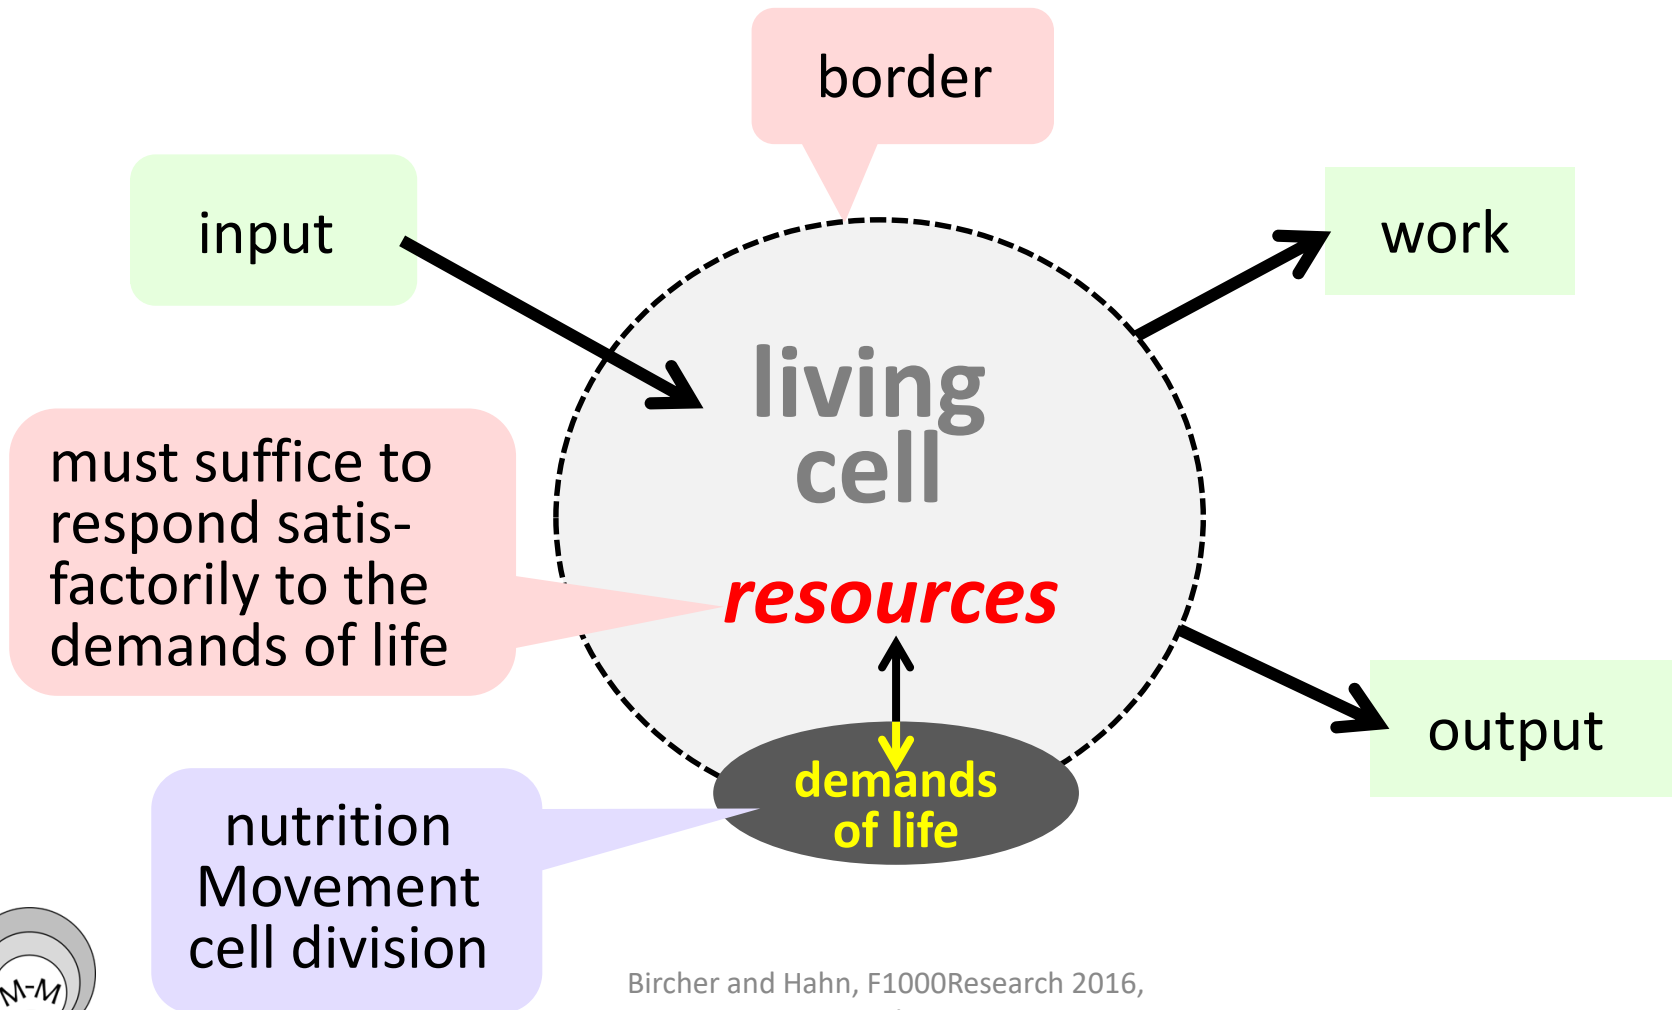 border
input
work
living
cell
must suffice to
respond satis-
factorily to the
demands of life
resources
output
demands
of life
nutrition
Movement
cell division
Bircher and Hahn, F1000Research 2016,
M-M